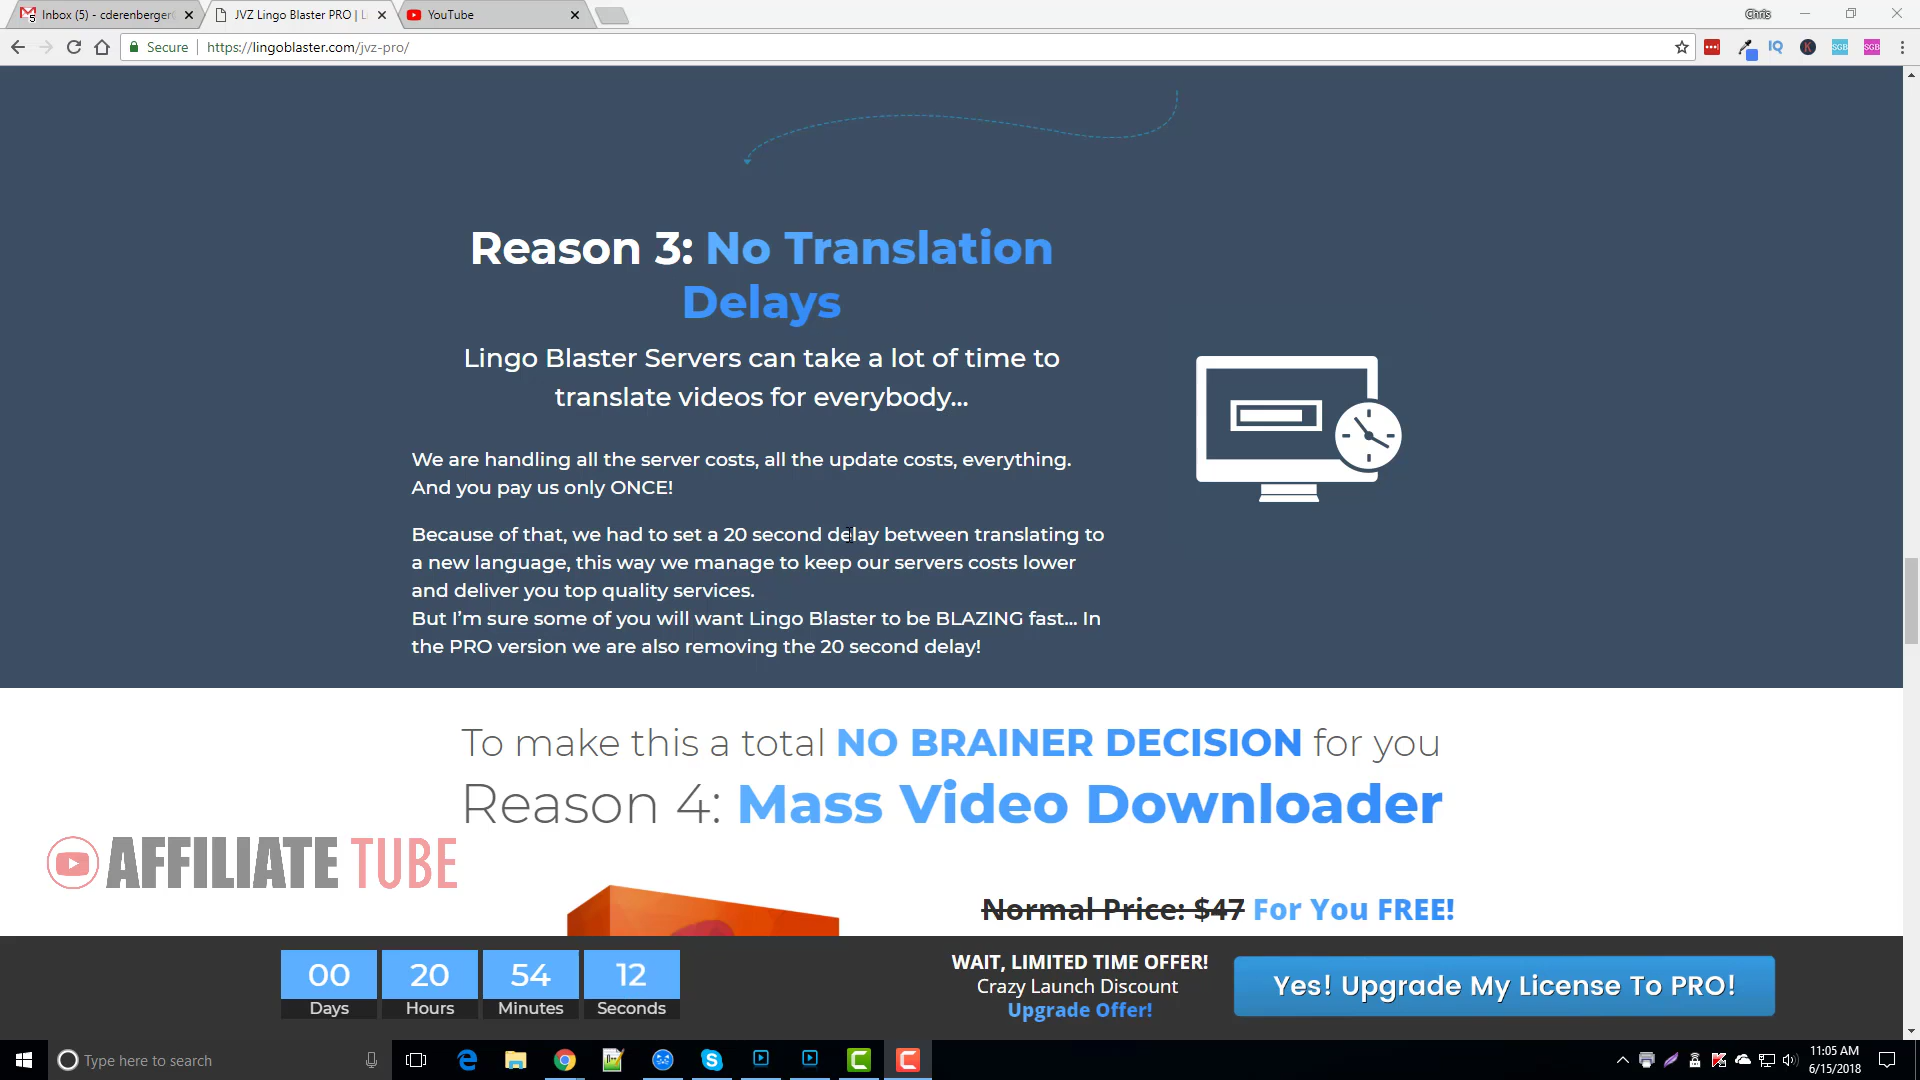 Inbox (5) - cderenberger@
JVZ Lingo Blaster PRO | L
YouTube
Chris
Secure
https://lingoblaster.com/jvz-pro/
IQ
K
SGB
SGB
Reason 3: No Translation
Delays
Lingo Blaster Servers can take a lot of time to
translate videos for everybody...
We are handling all the server costs, all the update costs, everything.
And you pay us only ONCE!
Because of that, we had to set a 20 second delay between translating to
a new language, this way we manage to keep our servers costs lower
and deliver you top quality services.
But I’m sure some of you will want Lingo Blaster to be BLAZING fast... In
the PRO version we are also removing the 20 second delay!
To make this a total NO BRAINER DECISION for you
Reason 4: Mass Video Downloader
AFFILIATE TUBE
Normal Price: $47 For You FREE!
00 20 54 12
Days Hours Minutes Seconds
WAIT, LIMITED TIME OFFER!
Crazy Launch Discount
Upgrade Offer!
Yes! Upgrade My License To PRO!
Type here to search
11:05 AM
6/15/2018